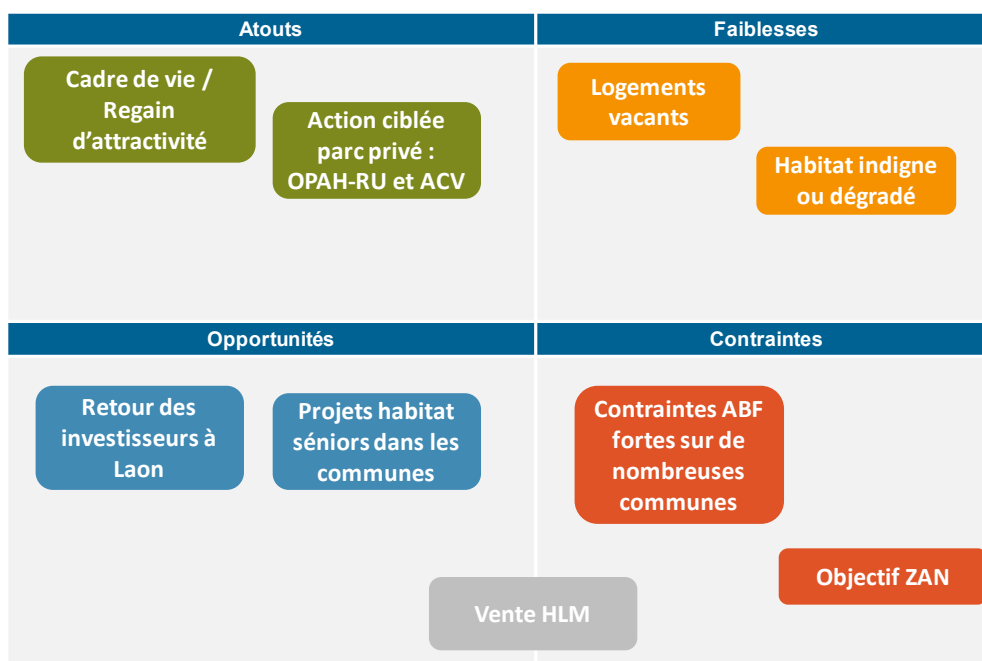 Atouts
Faiblesses
Cadre de vie /
Regain
d’attractivité
Action ciblée
parc privé :
OPAH-RU et ACV
Logements
vacants
Habitat indigne
ou dégradé
Opportunités
Contraintes
Retour des
investisseurs à
Laon
Projets habitat
séniors dans les
communes
Contraintes ABF
fortes sur de
nombreuses
communes
Objectif ZAN
Vente HLM